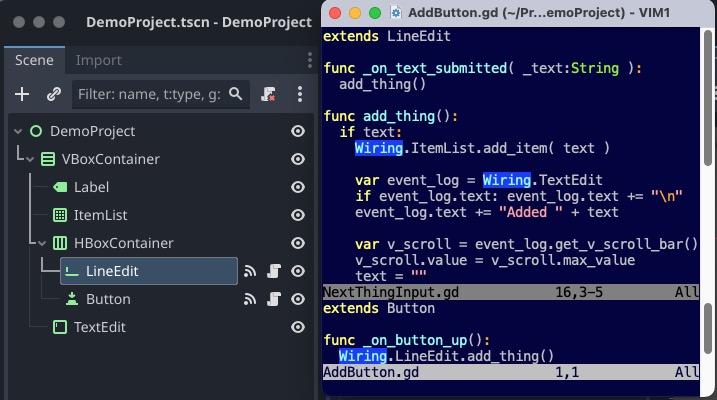 DemoProject.tscn - DemoProject
Scene
Import
Filter: name, t:type, g:
DemoProject
VBoxContainer
Label
ItemList
HBoxContainer
LineEdit
Button
TextEdit
AddButton.gd (~/Pr...emoProject) - VIM1
extends LineEdit
func _on_text_submitted( _text:String ):
add_thing()
func add_thing():
if text:
Wiring.ItemList.add_item( text )
var event_log = Wiring.TextEdit
if event_log.text: event_log.text += "\n"
event_log.text += "Added " + text
var v_scroll = event_log.get_v_scroll_bar()
v_scroll.value = v_scroll.max_value
text = ""
NextThingInput.gd 16,3-5 All
extends Button
func _on_button_up():
Wiring.LineEdit.add_thing()
AddButton.gd 1,1 All